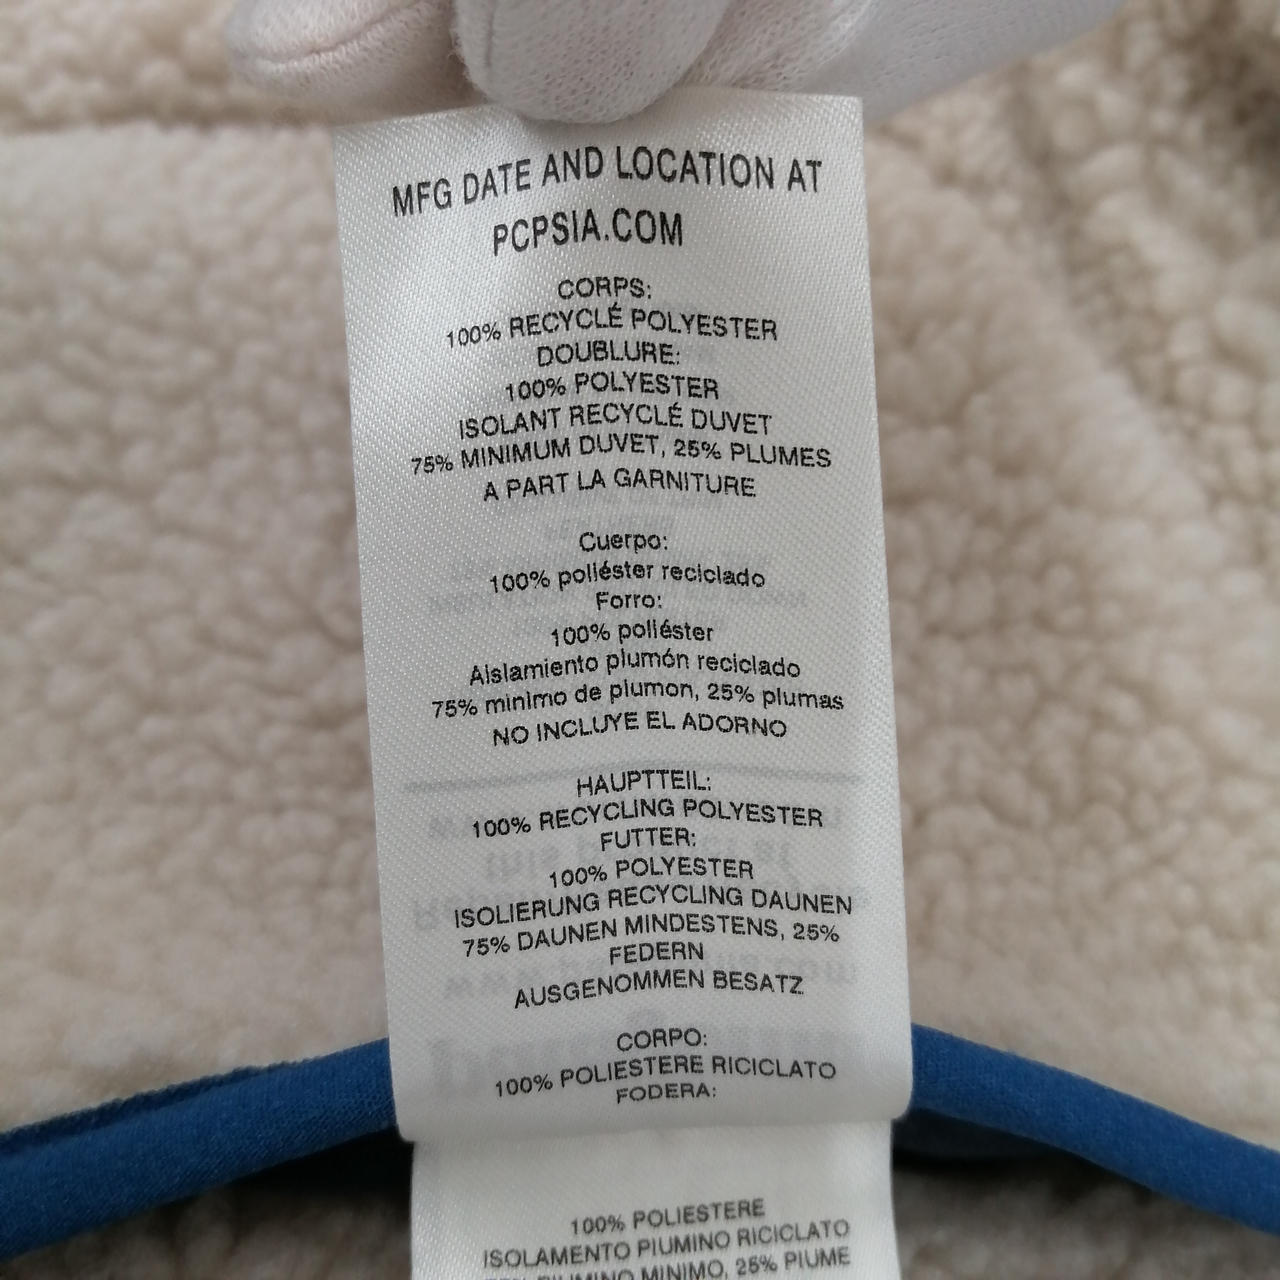 MFG DATE AND LOCATION AT
PCPSIA.COM
CORPS:
100% RECYCLÉ POLYESTER
DOUBLURE:
100% POLYESTER
ISOLANT RECYCLÉ DUVET
75% MINIMUM DUVET, 25% PLUMES
A PART LA GARNITURE
Cuerpo:
100% poliéster reciclado
Forro:
100% poliéster
Aislamiento plumón reciclado
75% minimo de plumon, 25% plumas
NO INCLUYE EL ADORNO
HAUPTTEIL:
100% RECYCLING POLYESTER
FUTTER:
100% POLYESTER
ISOLIERUNG RECYCLING DAUNEN
75% DAUNEN MINDESTENS, 25%
FEDERN
AUSGENOMMEN BESATZ
CORPO:
100% POLIESTERE RICICLATO
FODERA:
100% POLIESTERE
ISOLAMENTO PIUMINO RICICLATO
PIUMINO MINIMO, 25% PIUME